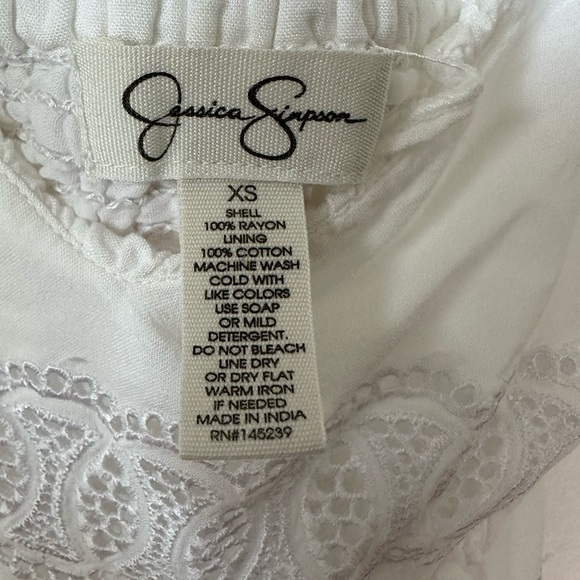 Jessica Simpson
XS
SHELL
100% RAYON
LINING
100% COTTON
MACHINE WASH
COLD WITH
LIKE COLORS
USE SOAP
OR MILD
DETERGENT.
DO NOT BLEACH
LINE DRY
OR DRY FLAT
WARM IRON
IF NEEDED
MADE IN INDIA
RN#145239